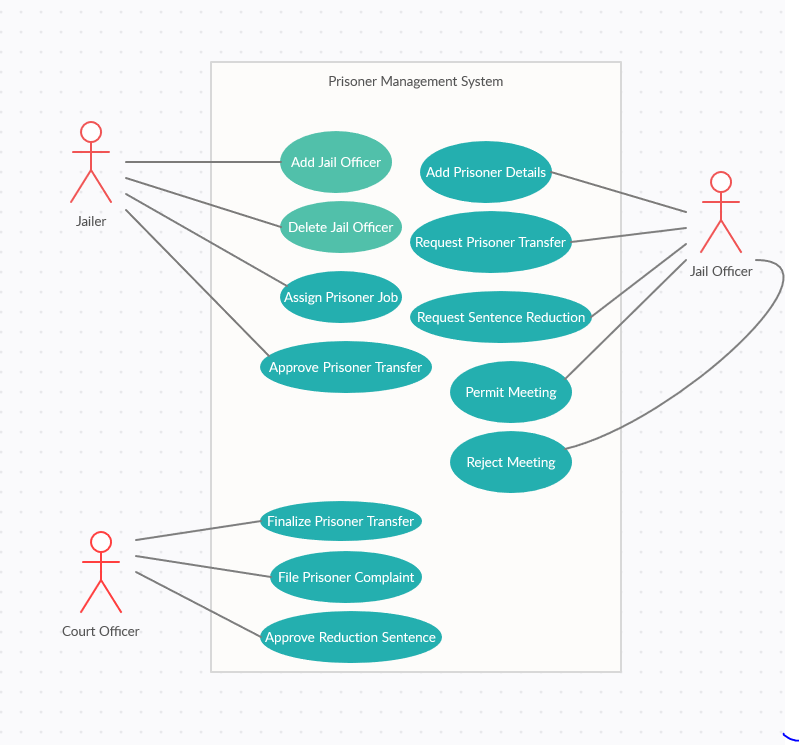 Prisoner Management System
Jailer
Add Jail Officer
Delete Jail Officer
Assign Prisoner Job
Approve Prisoner Transfer
Add Prisoner Details
Request Prisoner Transfer
Request Sentence Reduction
Permit Meeting
Reject Meeting
Jail Officer
Finalize Prisoner Transfer
File Prisoner Complaint
Approve Reduction Sentence
Court Officer